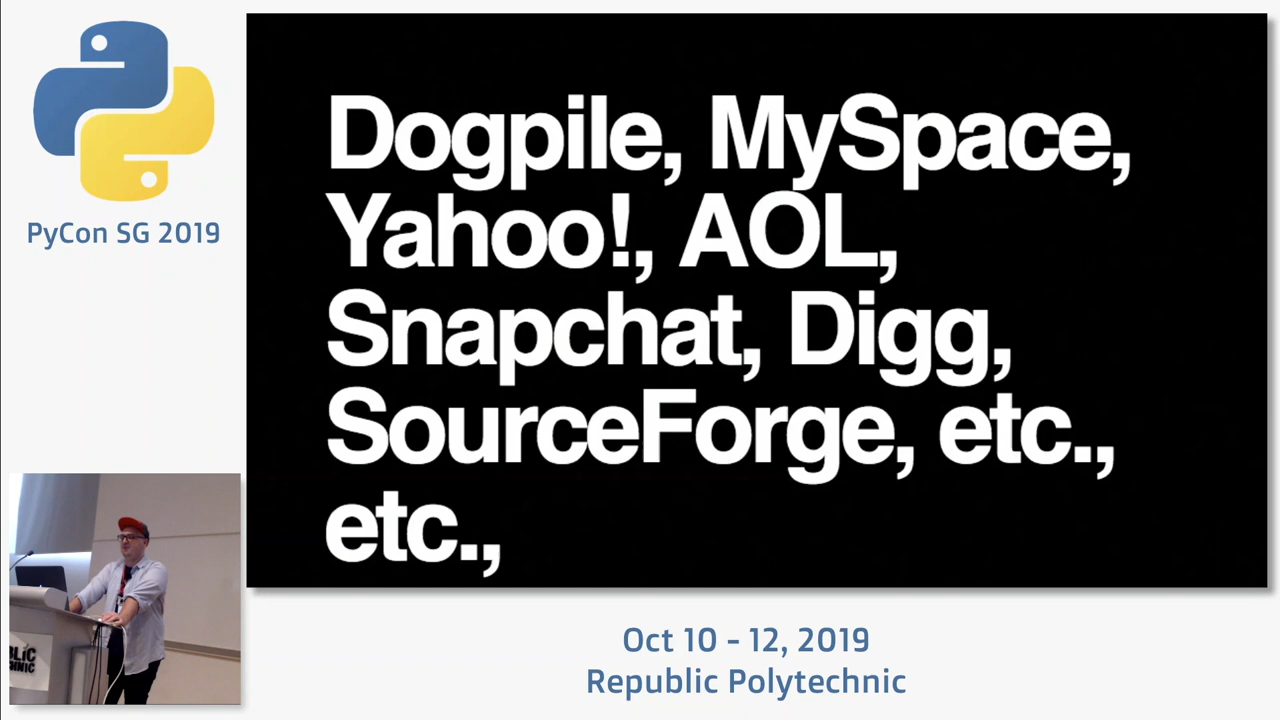 PyCon SG 2019
Dogpile, MySpace,
Yahoo!, AOL,
Snapchat, Digg,
SourceForge, etc.,
etc.,
Oct 10 - 12, 2019
Republic Polytechnic